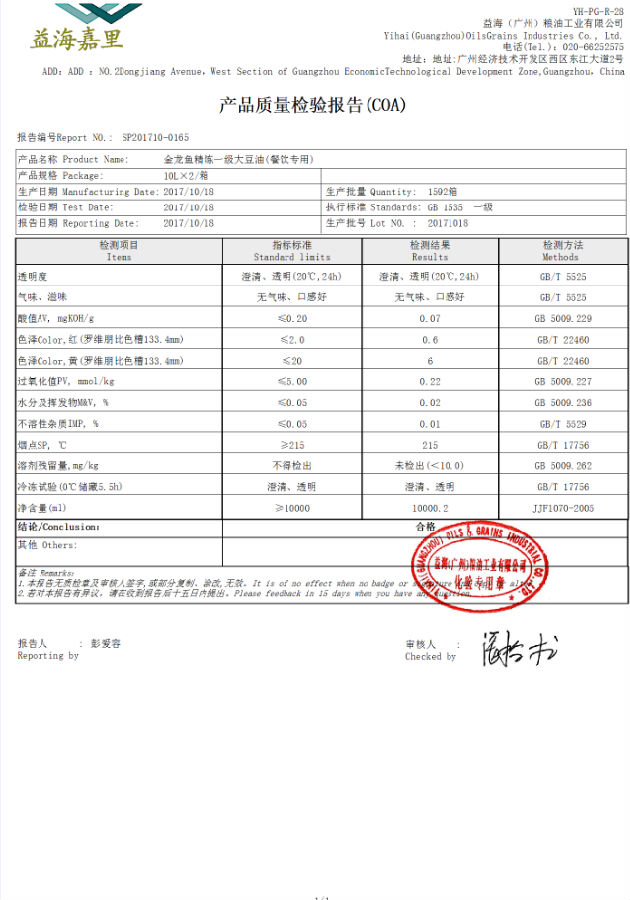 益海嘉里
YH-PG-R-28
益海（广州）粮油工业有限公司
Yihai(Guangzhou)OilsGrains Industries Co., Ltd.
电话(Tel.): 020-66252575
地址: 地址:广州经济技术开发区西区东江大道2号
ADD: ADD : NO.2Dongjiang Avenue, West Section of Guangzhou EconomicTechnological Development Zone,Guangzhou, China
产品质量检验报告(COA)
报告编号Report NO.: SP201710-0165
产品名称 Product Name: 金龙鱼精炼一级大豆油(餐饮专用)
产品规格 Package: 10L×2/箱
生产日期 Manufacturing Date: 2017/10/18 生产批量 Quantity: 1592箱
检验日期 Test Date: 2017/10/18 执行标准 Standards: GB 1535 一级
报告日期 Reporting Date: 2017/10/18 生产批号 Lot NO. : 20171018
检测项目 指标标准 检测结果 检测方法
Items Standard limits Results Methods
透明度 澄清、透明(20℃,24h) 澄清、透明(20℃,24h) GB/T 5525
气味、滋味 无气味、口感好 无气味、口感好 GB/T 5525
酸值AV, mgKOH/g ≤0.20 0.07 GB 5009.229
色泽Color,红(罗维朋比色槽133.4mm) ≤2.0 0.6 GB/T 22460
色泽Color,黄(罗维朋比色槽133.4mm) ≤20 6 GB/T 22460
过氧化值PV, mmol/kg ≤5.00 0.22 GB 5009.227
水分及挥发物M&V, % ≤0.05 0.02 GB 5009.236
不溶性杂质IMP, % ≤0.05 0.01 GB/T 5529
烟点SP, ℃ ≥215 215 GB/T 17756
溶剂残留量,mg/kg 不得检出 未检出(<10.0) GB 5009.262
冷冻试验(0℃储藏5.5h) 澄清、透明 澄清、透明 GB/T 17756
净含量(ml) ≥10000 10000.2 JJF1070-2005
结论/Conclusion: 合格
其他 Others:
(GUANGZHOU) OILS & GRAINS INDUSTRIAL CO.,LTD.
益海(广州)粮油工业有限公司
化验专用章
备注 Remarks:
1.本报告无质检章及审核人签字,或部分复制、涂改,无效。It is of no effect when no badge or
2.若对本报告有异议, 请在收到报告后十五日内提出。Please feedback in 15 days when you have any question.
报告人 : 彭爱容 审核人 :
Reporting by Checked by
1/1